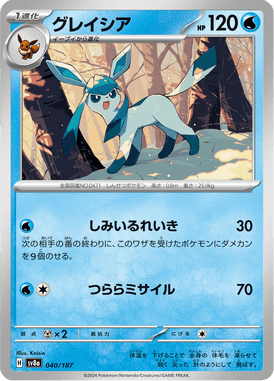 1進化
グレイシア
HP 120
イーブイから進化
全国図鑑NO.0471 しんせつポケモン 高さ：0.8m 重さ：25.9kg
しみいるれいき 30
次の相手の番の終わりに、このワザを受けたポケモンにダメカン
を9個のせる。
つららミサイル 70
弱点 ×2 抵抗力 にげる
Illus. Keisin
H sv8a 040/187
体温を下げることで 全身の体毛を 凍らせて
鋭く尖った 針のようにして 飛ばす。
©2024 Pokémon/Nintendo/Creatures/GAME FREAK.